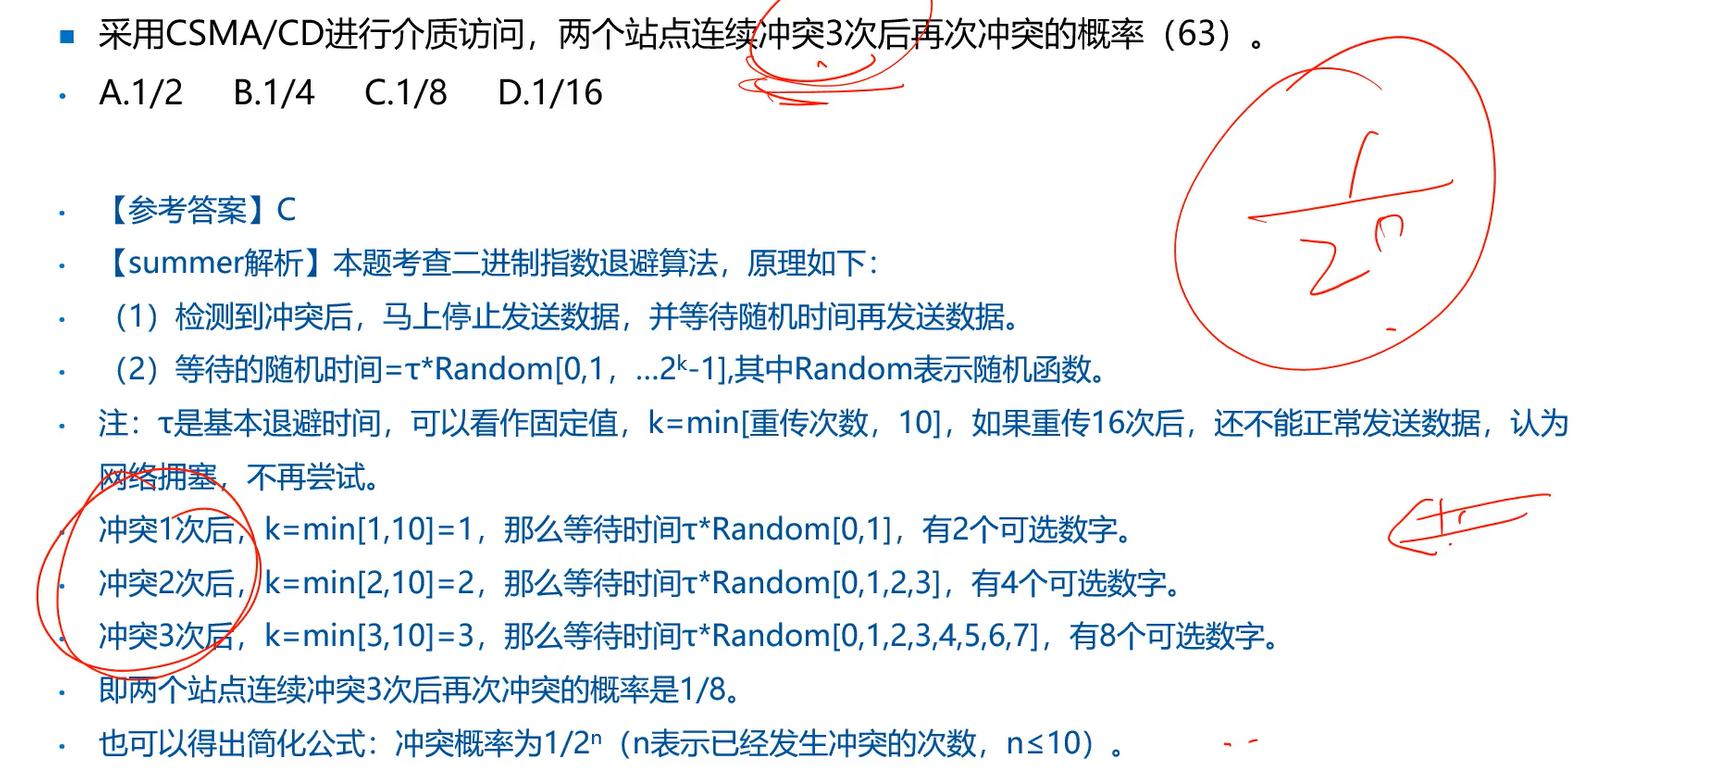 采用CSMA/CD进行介质访问，两个站点连续冲突3次后再次冲突的概率（63）。
A.1/2 B.1/4 C.1/8 D.1/16
1
2ⁿ
【参考答案】C
【summer解析】本题考查二进制指数退避算法，原理如下：
（1）检测到冲突后，马上停止发送数据，并等待随机时间再发送数据。
（2）等待的随机时间=τ*Random[0,1，…2ᵏ-1],其中Random表示随机函数。
注：τ是基本退避时间，可以看作固定值，k=min[重传次数，10]，如果重传16次后，还不能正常发送数据，认为
网络拥塞，不再尝试。
冲突1次后，k=min[1,10]=1，那么等待时间τ*Random[0,1]，有2个可选数字。
冲突2次后，k=min[2,10]=2，那么等待时间τ*Random[0,1,2,3]，有4个可选数字。
冲突3次后，k=min[3,10]=3，那么等待时间τ*Random[0,1,2,3,4,5,6,7]，有8个可选数字。
即两个站点连续冲突3次后再次冲突的概率是1/8。
也可以得出简化公式：冲突概率为1/2ⁿ（n表示已经发生冲突的次数，n≤10）。